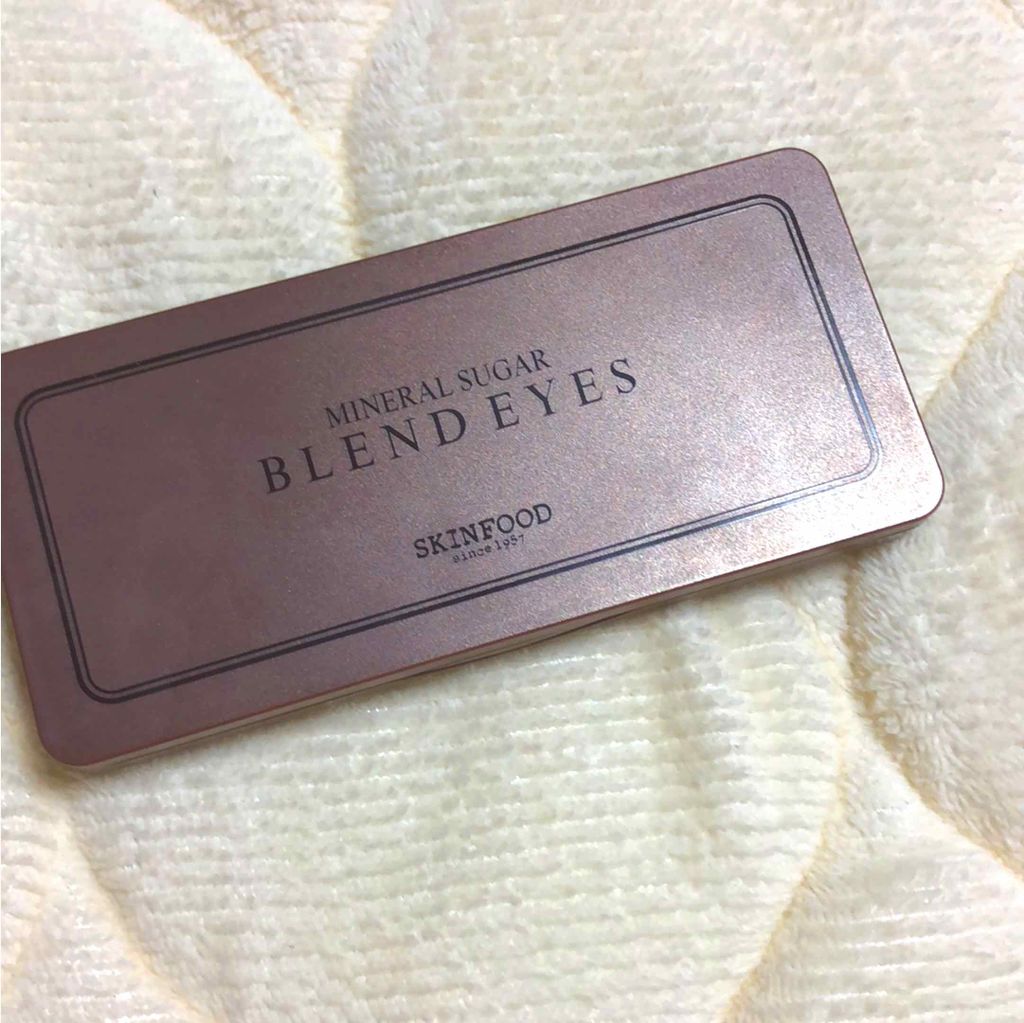 MINERAL SUGAR
BLEND EYES
SKINFOOD
since 1957